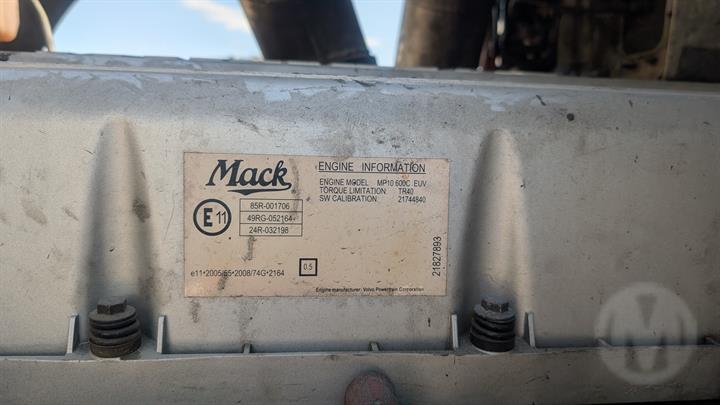 Mack
ENGINE INFORMATION
ENGINE MODEL MP10 600C EUV
TORQUE LIMITATION: TR40
SW CALIBRATION: 21744840
E11
85R-001706
49RG-052164
24R-032198
e11*2005/55*2008/74G*2164
0.5
21827893
Engine manufacturer: Volvo Powertrain Corporation
M